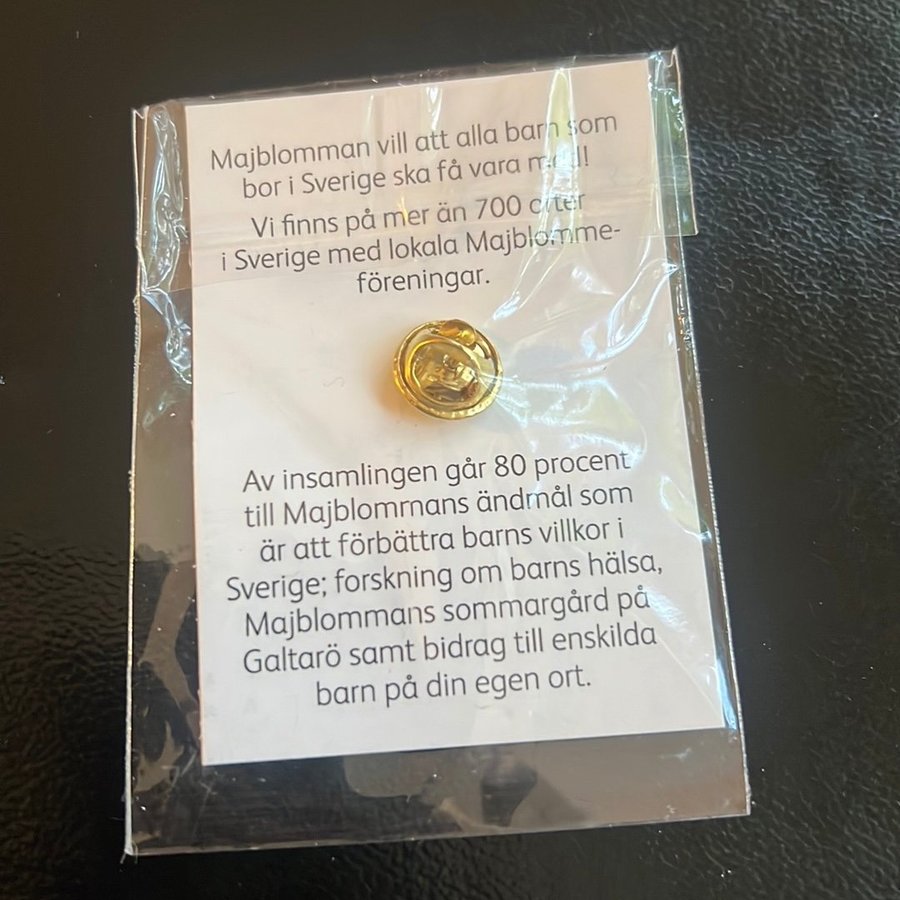 Majblomman vill att alla barn som
bor i Sverige ska få vara med!
Vi finns på mer än 700 orter
i Sverige med lokala Majblomme-
föreningar.
Av insamlingen går 80 procent
till Majblommans ändmål som
är att förbättra barns villkor i
Sverige; forskning om barns hälsa,
Majblommans sommargård på
Galtarö samt bidrag till enskilda
barn på din egen ort.